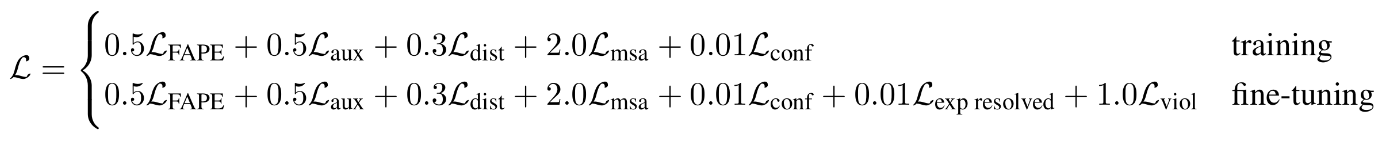 ℒ = { 0.5ℒ_FAPE + 0.5ℒ_aux + 0.3ℒ_dist + 2.0ℒ_msa + 0.01ℒ_conf training
0.5ℒ_FAPE + 0.5ℒ_aux + 0.3ℒ_dist + 2.0ℒ_msa + 0.01ℒ_conf + 0.01ℒ_exp resolved + 1.0ℒ_viol fine-tuning